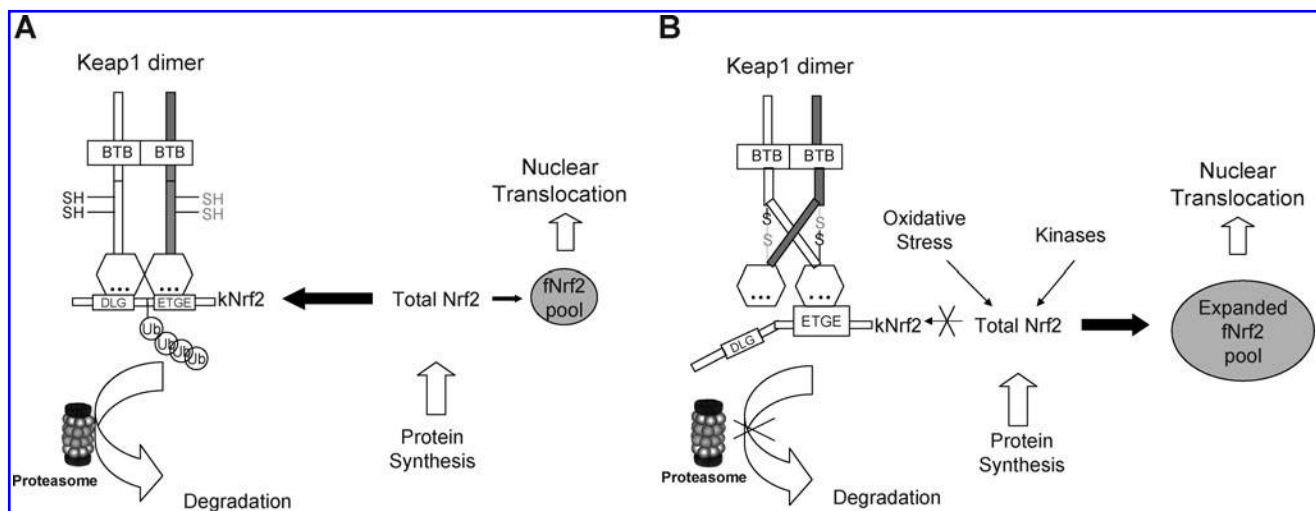 A
Keap1 dimer
BTB BTB
SH SH
SH SH
DLG ETGE kNrf2
Ub
Ub
Ub
Ub
Total Nrf2
fNrf2
pool
Nuclear
Translocation
Protein
Synthesis
Proteasome
Degradation
B
Keap1 dimer
BTB BTB
S S
S S
ETGE kNrf2
DLG
Oxidative
Stress
Kinases
Total Nrf2
Expanded
fNrf2
pool
Nuclear
Translocation
Protein
Synthesis
Proteasome
Degradation